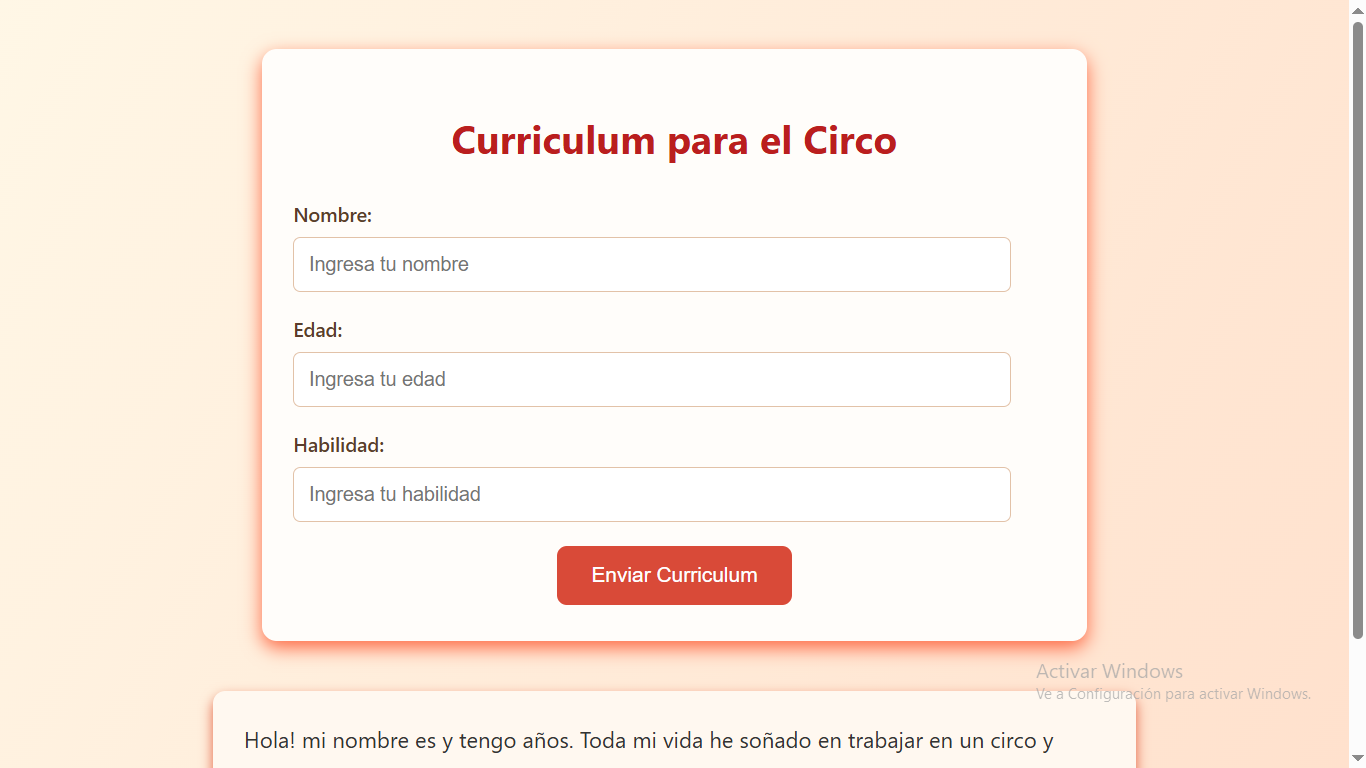 Curriculum para el Circo
Nombre:
Ingresa tu nombre
Edad:
Ingresa tu edad
Habilidad:
Ingresa tu habilidad
Enviar Curriculum
Activar Windows
Ve a Configuración para activar Windows.
Hola! mi nombre es y tengo años. Toda mi vida he soñado en trabajar en un circo y